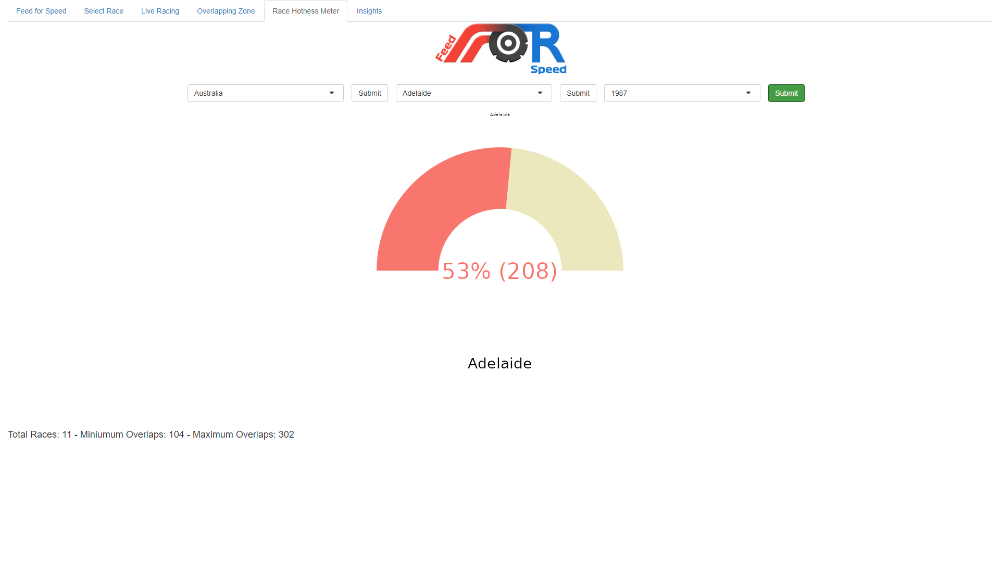 Feed for Speed Select Race Live Racing Overlapping Zone Race Hotness Meter Insights
Feed FOR Speed
Australia Submit Adelaide Submit 1987 Submit
Adelaide
53% (208)
Adelaide
Total Races: 11 - Miniumum Overlaps: 104 - Maximum Overlaps: 302